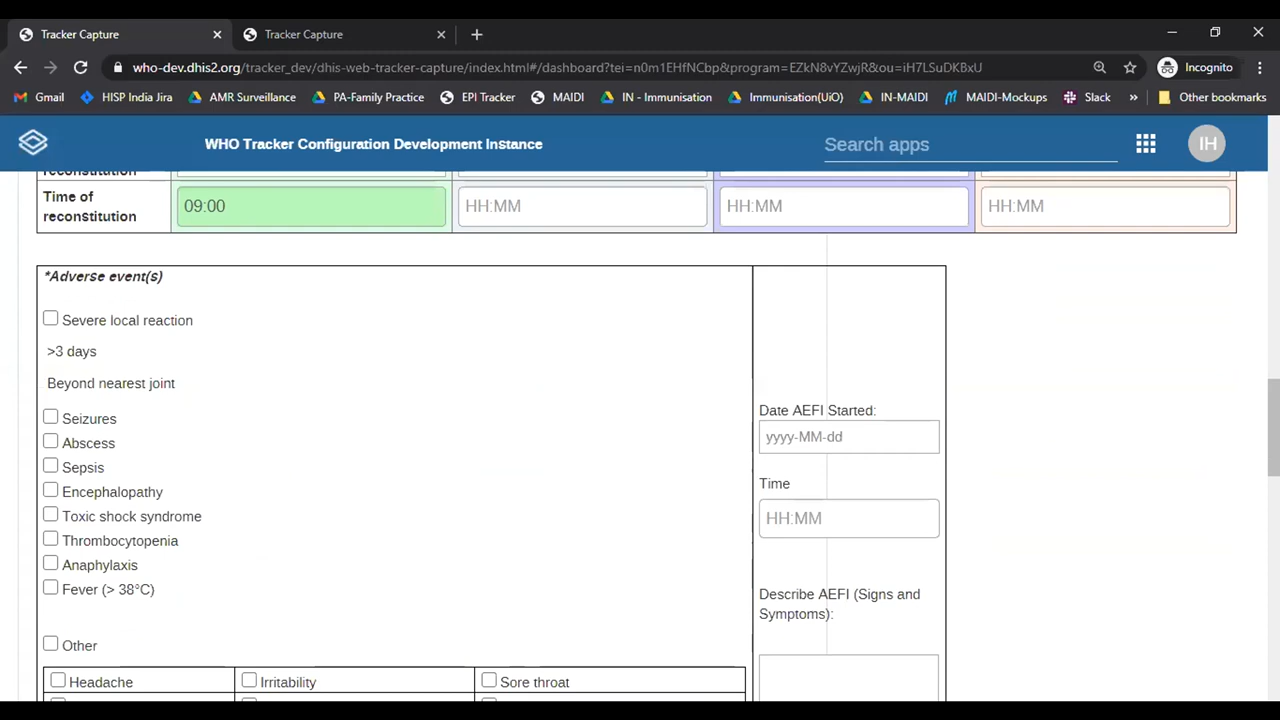 Tracker Capture
Tracker Capture
who-dev.dhis2.org/tracker_dev/dhis-web-tracker-capture/index.html#/dashboard?tei=n0m1EHfNCbp&program=EZkN8vYZwjR&ou=iH7LSuDKBxU
Incognito
Gmail HISP India Jira AMR Surveillance PA-Family Practice EPI Tracker MAIDI IN - Immunisation Immunisation(UiO) IN-MAIDI MAIDI-Mockups Slack » Other bookmarks
WHO Tracker Configuration Development Instance
Search apps
IH
reconstitution
Time of
reconstitution
09:00
HH:MM
HH:MM
HH:MM
*Adverse event(s)
Severe local reaction
>3 days
Beyond nearest joint
Seizures
Abscess
Sepsis
Encephalopathy
Toxic shock syndrome
Thrombocytopenia
Anaphylaxis
Fever (> 38°C)
Other
Headache
Irritability
Sore throat
Date AEFI Started:
yyyy-MM-dd
Time
HH:MM
Describe AEFI (Signs and
Symptoms):